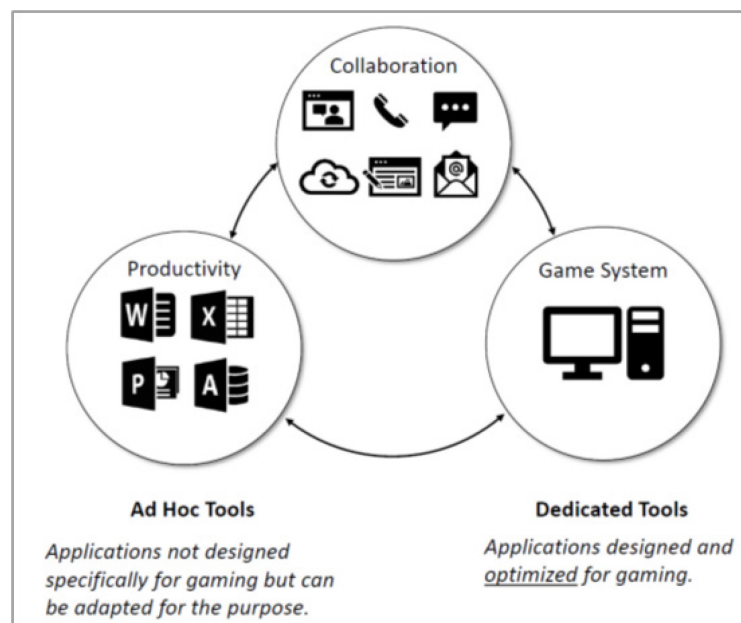 Collaboration
@
Productivity
W X
P A
Game System
Ad Hoc Tools
Applications not designed
specifically for gaming but can
be adapted for the purpose.
Dedicated Tools
Applications designed and
optimized for gaming.